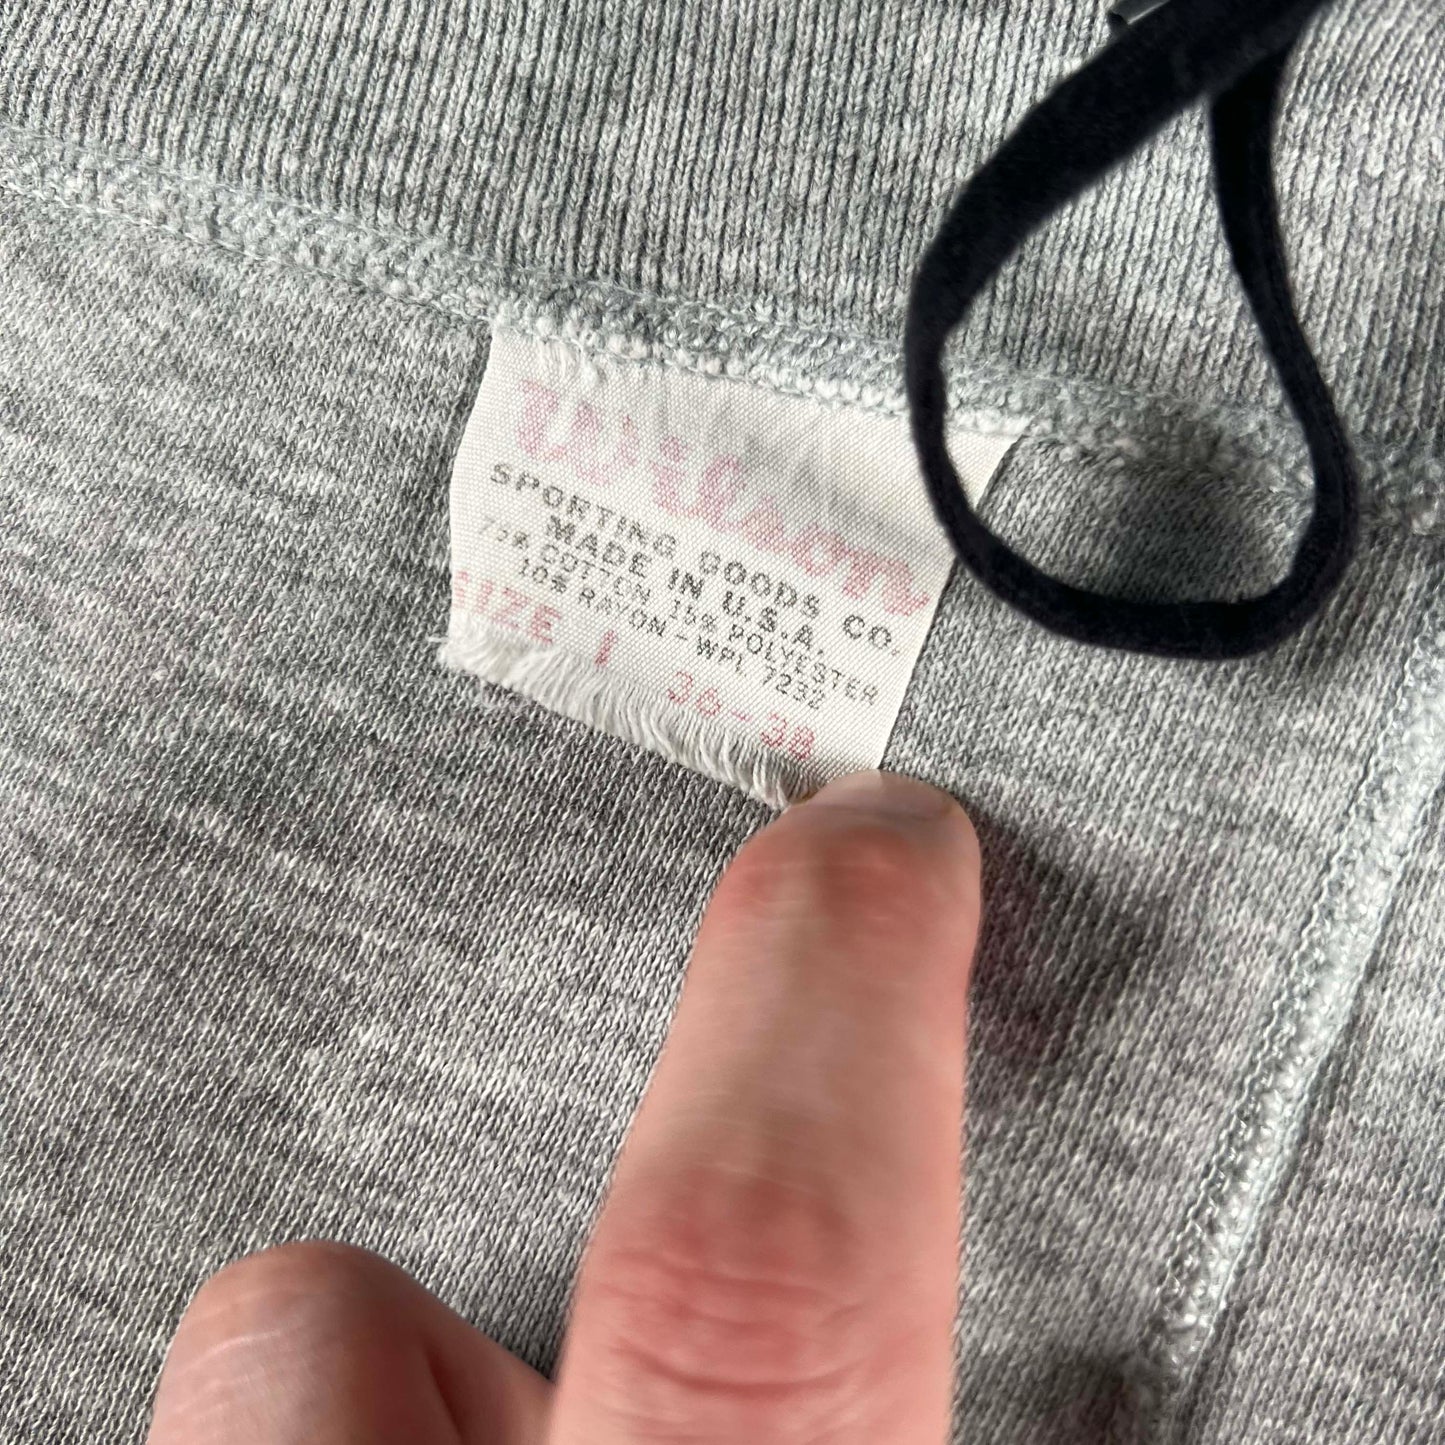 Wilson
SPORTING GOODS CO.
MADE IN U.S.A.
75% COTTON, 15% POLYESTER
10% RAYON - WPL 7232
SIZE 36-38